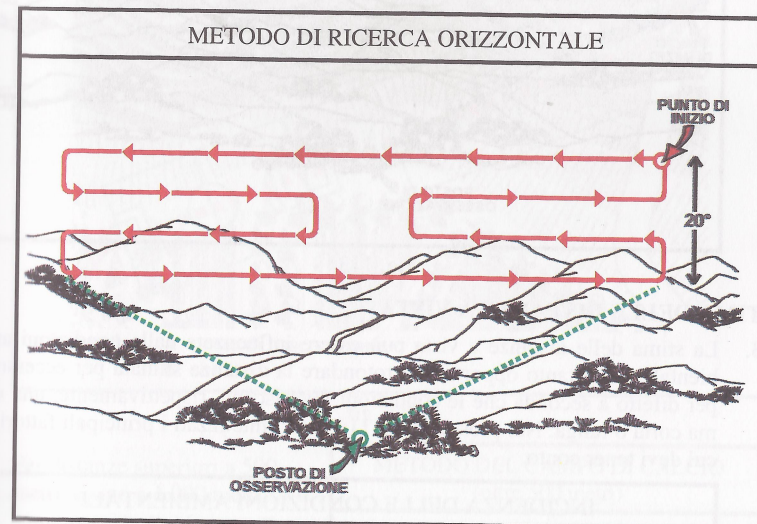 METODO DI RICERCA ORIZZONTALE
PUNTO DI
INIZIO
20°
POSTO DI
OSSERVAZIONE